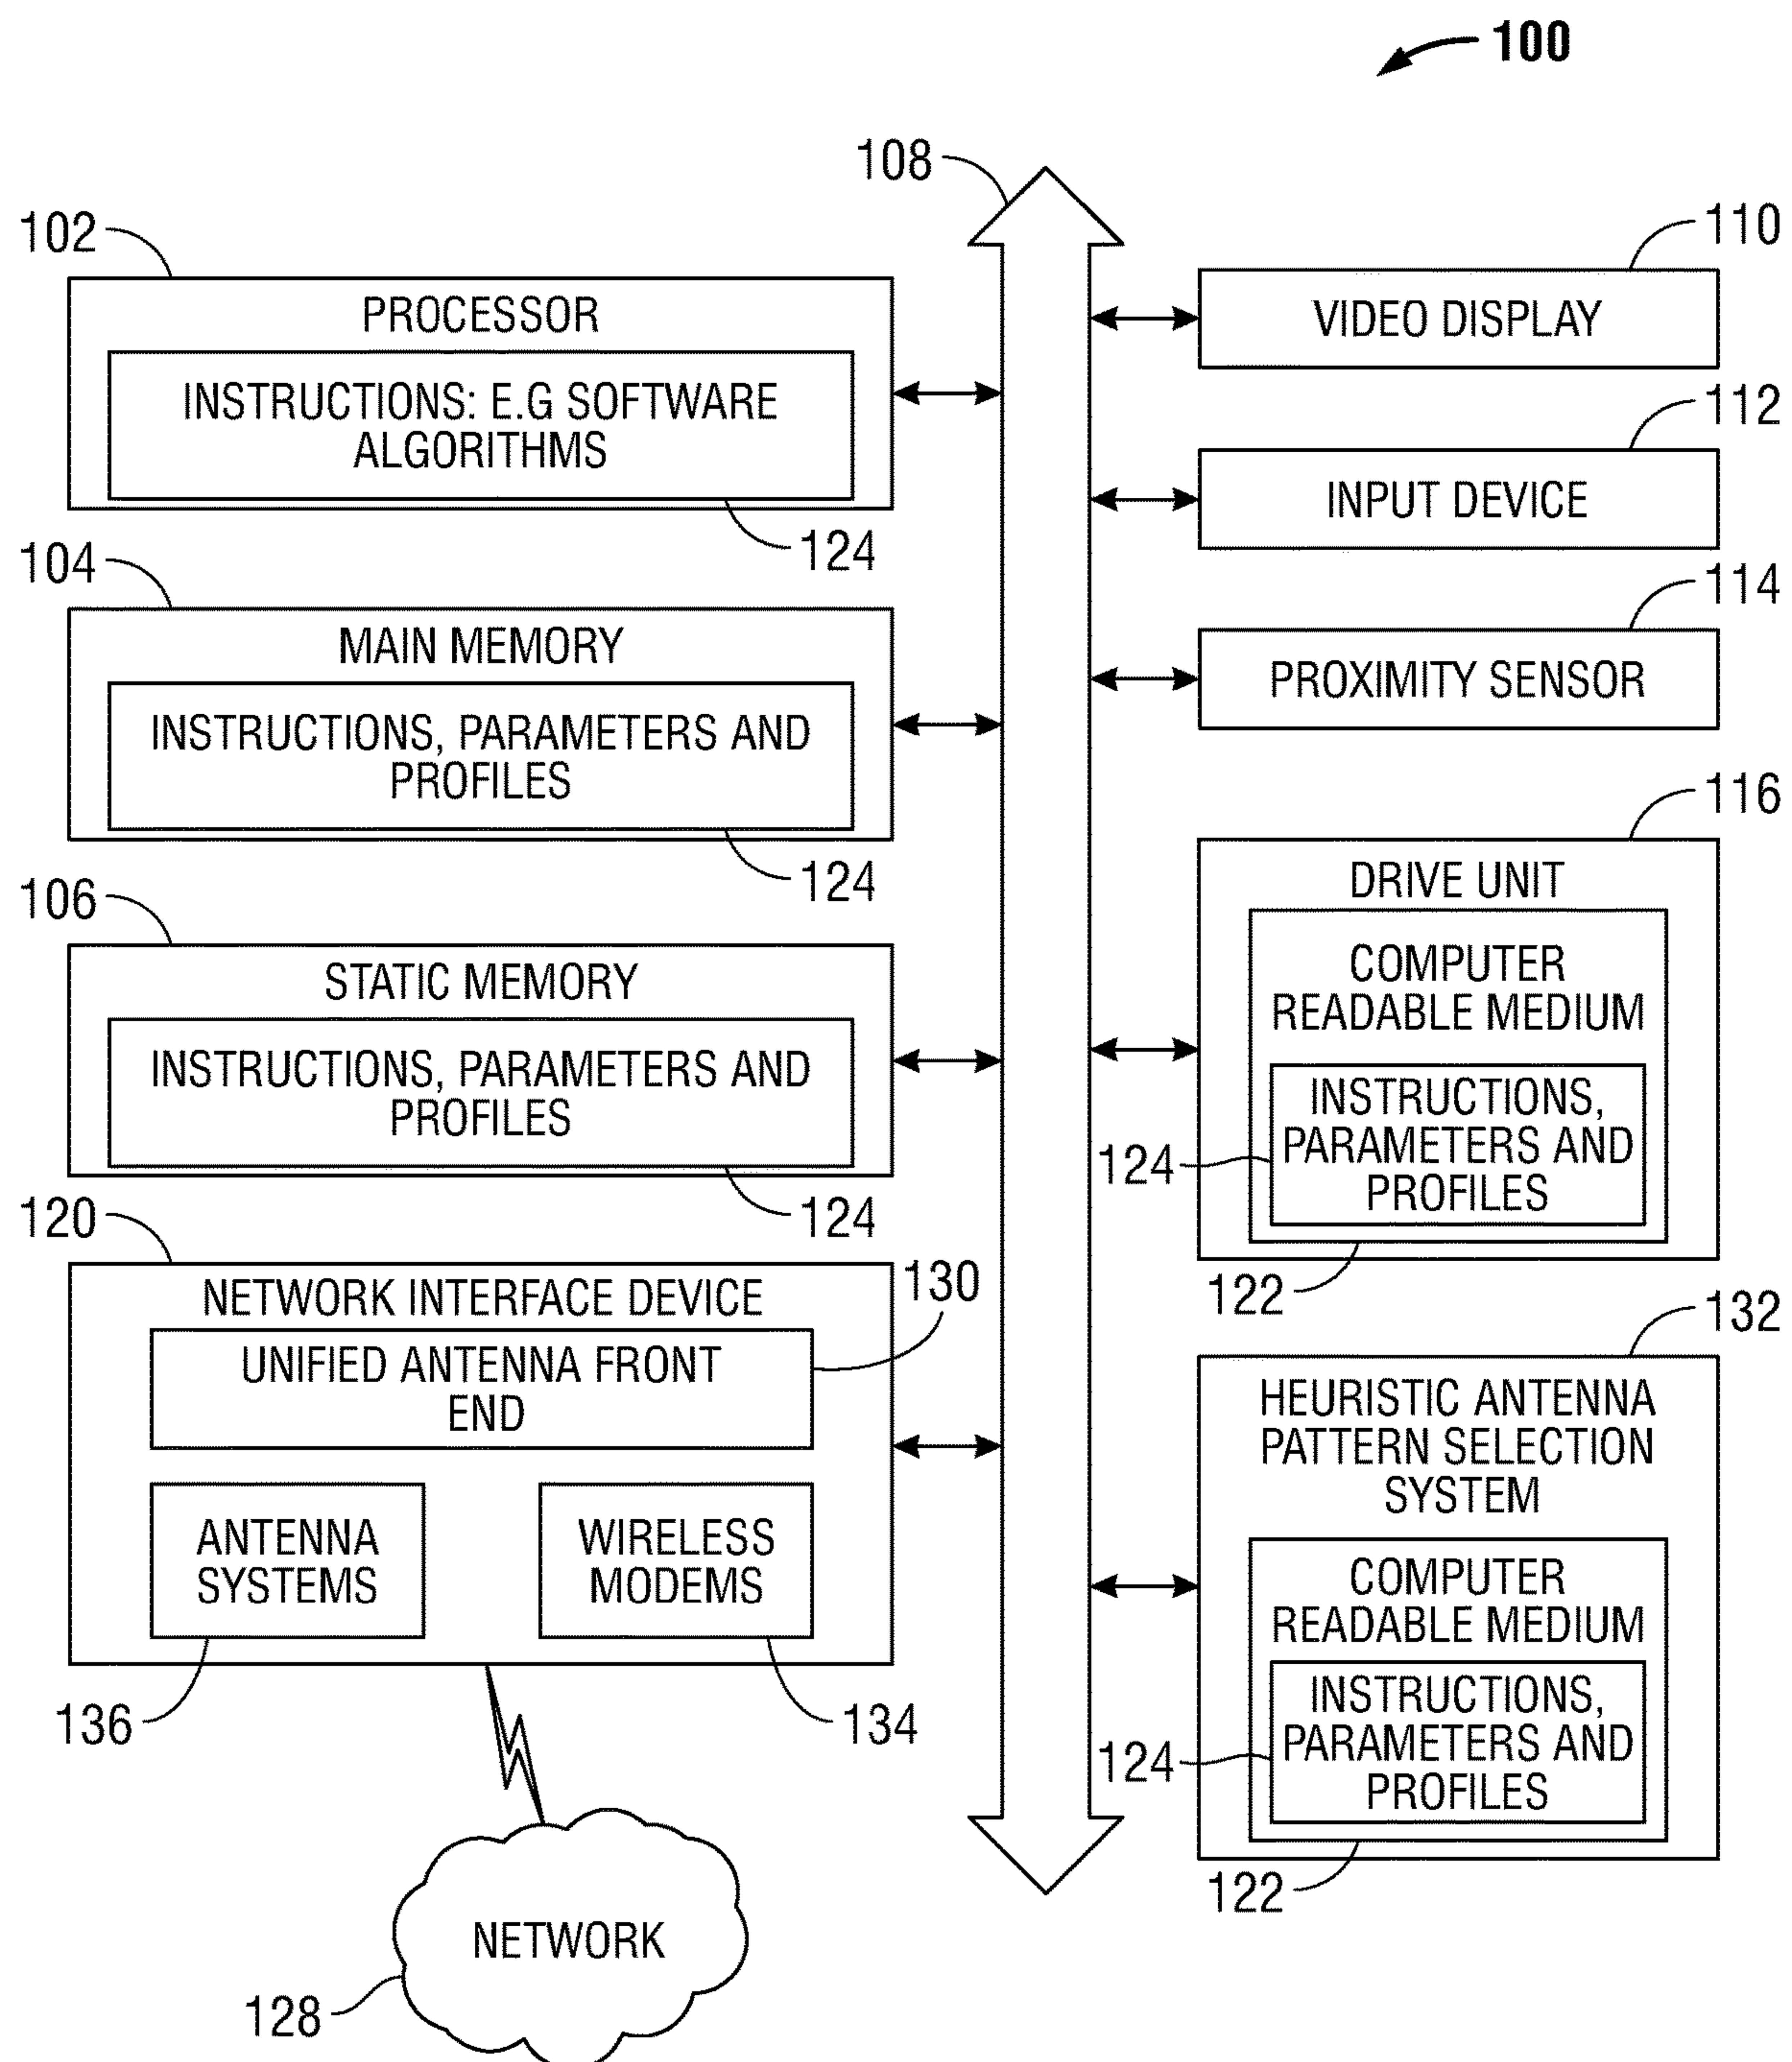 100
108
102
PROCESSOR
INSTRUCTIONS: E.G SOFTWARE
ALGORITHMS
124
104
MAIN MEMORY
INSTRUCTIONS, PARAMETERS AND
PROFILES
124
106
STATIC MEMORY
INSTRUCTIONS, PARAMETERS AND
PROFILES
124
120
NETWORK INTERFACE DEVICE
130
UNIFIED ANTENNA FRONT
END
ANTENNA
SYSTEMS
WIRELESS
MODEMS
136
134
NETWORK
128
110
VIDEO DISPLAY
112
INPUT DEVICE
114
PROXIMITY SENSOR
116
DRIVE UNIT
COMPUTER
READABLE MEDIUM
INSTRUCTIONS,
PARAMETERS AND
PROFILES
124
122
132
HEURISTIC ANTENNA
PATTERN SELECTION
SYSTEM
COMPUTER
READABLE MEDIUM
INSTRUCTIONS,
PARAMETERS AND
PROFILES
124
122